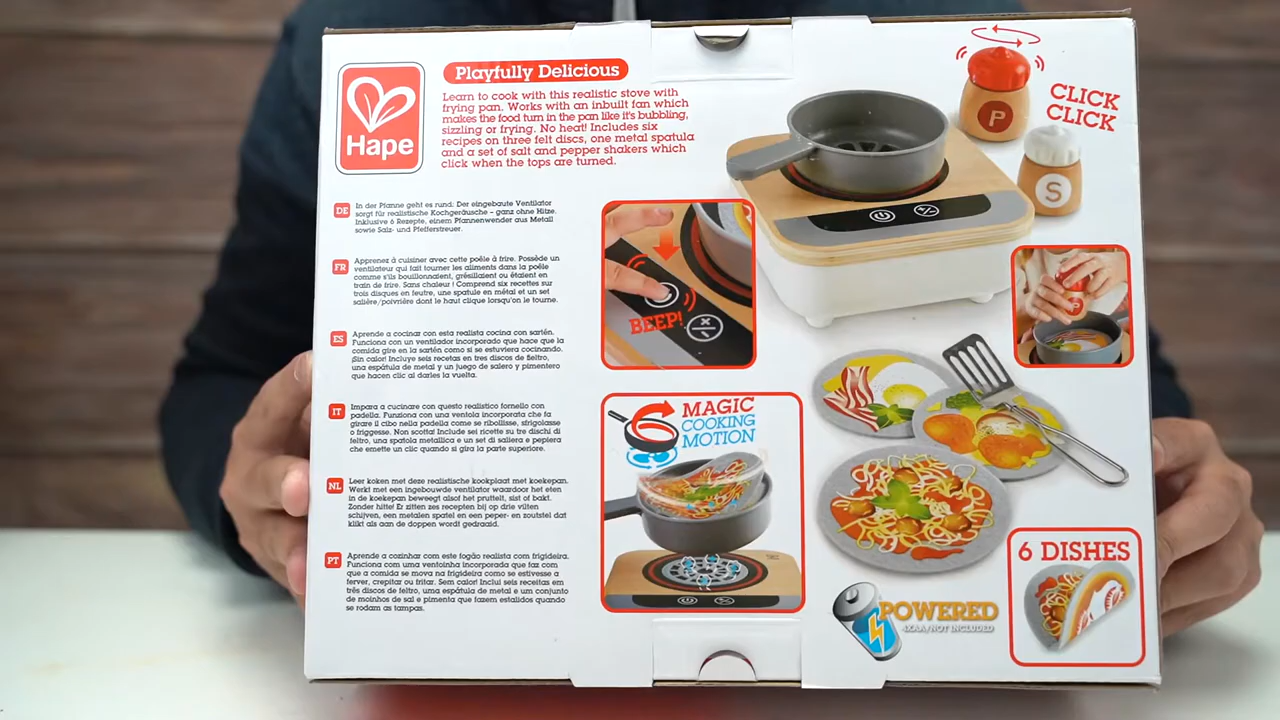 Hape
Playfully Delicious
Learn to cook with this realistic stove with
frying pan. Works with an inbuilt fan which
makes the food turn in the pan like it's bubbling,
sizzling or frying. No heat! Includes six
recipes on three felt discs, one metal spatula
and a set of salt and pepper shakers which
click when the tops are turned.
DE
In der Pfanne geht es rund: Der eingebaute Ventilator
sorgt für realistische Kochgeräusche – ganz ohne Hitze.
Inklusive 6 Rezepte, einem Pfannenwender aus Metall
sowie Salz- und Pfefferstreuer.
FR
Apprenez à cuisiner avec cette poêle à frire. Possède un
ventilateur qui fait tourner les aliments dans la poêle
comme s'ils bouillonnaient, grésillaient ou étaient en
train de frire. Sans chaleur ! Comprend six recettes sur
trois disques en feutre, une spatule en métal et un set
salière/poivrière dont le haut clique lorsqu'on le tourne.
ES
Aprende a cocinar con esta realista cocina con sartén.
Funciona con un ventilador incorporado que hace que la
comida gire en la sartén como si se estuviera cocinando.
¡Sin calor! Incluye seis recetas en tres discos de fieltro,
una espátula de metal y un juego de salero y pimentero
que hacen clic al darles la vuelta.
IT
Impara a cucinare con questo realistico fornello con
padella. Funziona con una ventola incorporata che fa
girare il cibo nella padella come se ribollisse, sfrigolasse
o friggesse. Non scotta! Include sei ricette su tre dischi di
feltro, una spatola metallica e un set di saliera e pepiera
che emette un clic quando si gira la parte superiore.
NL
Leer koken met deze realistische kookplaat met koekepan.
Werkt met een ingebouwde ventilator waardoor het eten
in de koekepan beweegt alsof het pruttelt, sist of bakt.
Zonder hitte! Er zitten zes recepten bij op drie vilten
schijven, een metalen spatel en een peper- en zoutstel dat
klikt als aan de doppen wordt gedraaid.
PT
Aprende a cozinhar com este fogão realista com frigideira.
Funciona com uma ventoinha incorporada que faz com
que a comida se mova na frigideira como se estivesse a
ferver, crepitar ou fritar. Sem calor! Inclui seis receitas em
três discos de feltro, uma espátula de metal e um conjunto
de moinhos de sal e pimenta que fazem estalidos quando
se rodam as tampas.
P
CLICK
CLICK
S
BEEP!
MAGIC
COOKING
MOTION
6 DISHES
POWERED
4XAA/NOT INCLUDED